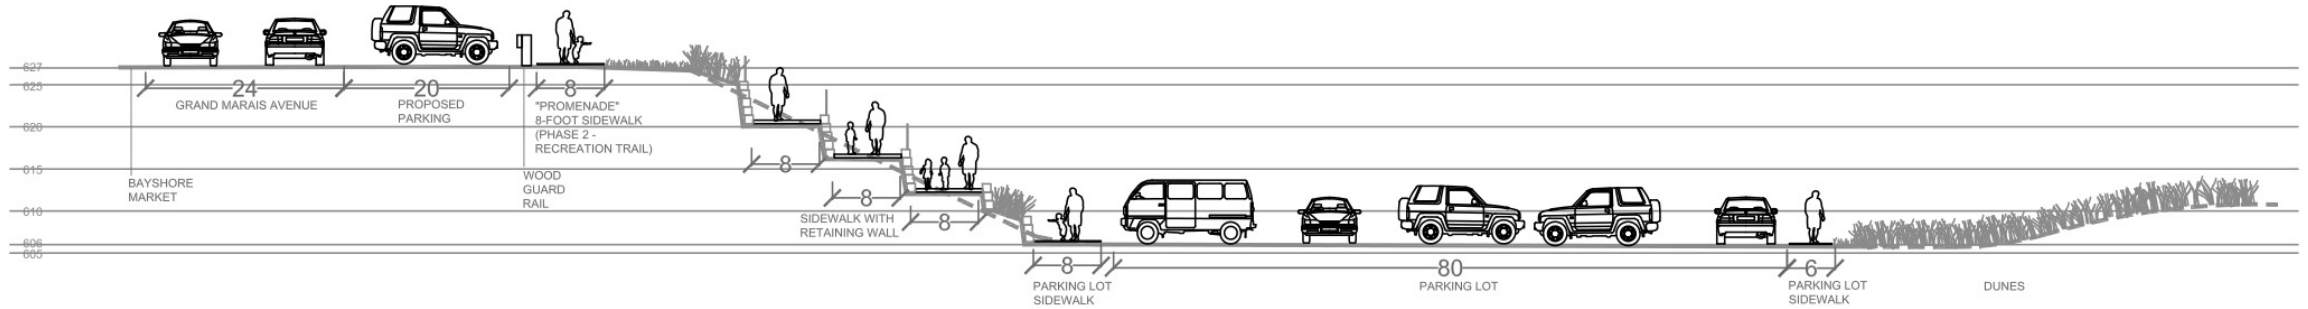 627
625
620
615
610
606
605
24
GRAND MARAIS AVENUE
20
PROPOSED
PARKING
8
"PROMENADE"
8-FOOT SIDEWALK
(PHASE 2 -
RECREATION TRAIL)
BAYSHORE
MARKET
WOOD
GUARD
RAIL
8
8
8
SIDEWALK WITH
RETAINING WALL
8
PARKING LOT
SIDEWALK
80
PARKING LOT
6
PARKING LOT
SIDEWALK
DUNES